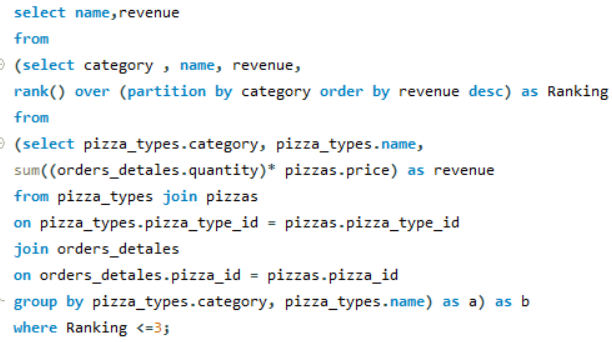 select name,revenue
from
(select category , name, revenue,
rank() over (partition by category order by revenue desc) as Ranking
from
(select pizza_types.category, pizza_types.name,
sum((orders_detales.quantity)* pizzas.price) as revenue
from pizza_types join pizzas
on pizza_types.pizza_type_id = pizzas.pizza_type_id
join orders_detales
on orders_detales.pizza_id = pizzas.pizza_id
group by pizza_types.category, pizza_types.name) as a) as b
where Ranking <=3;